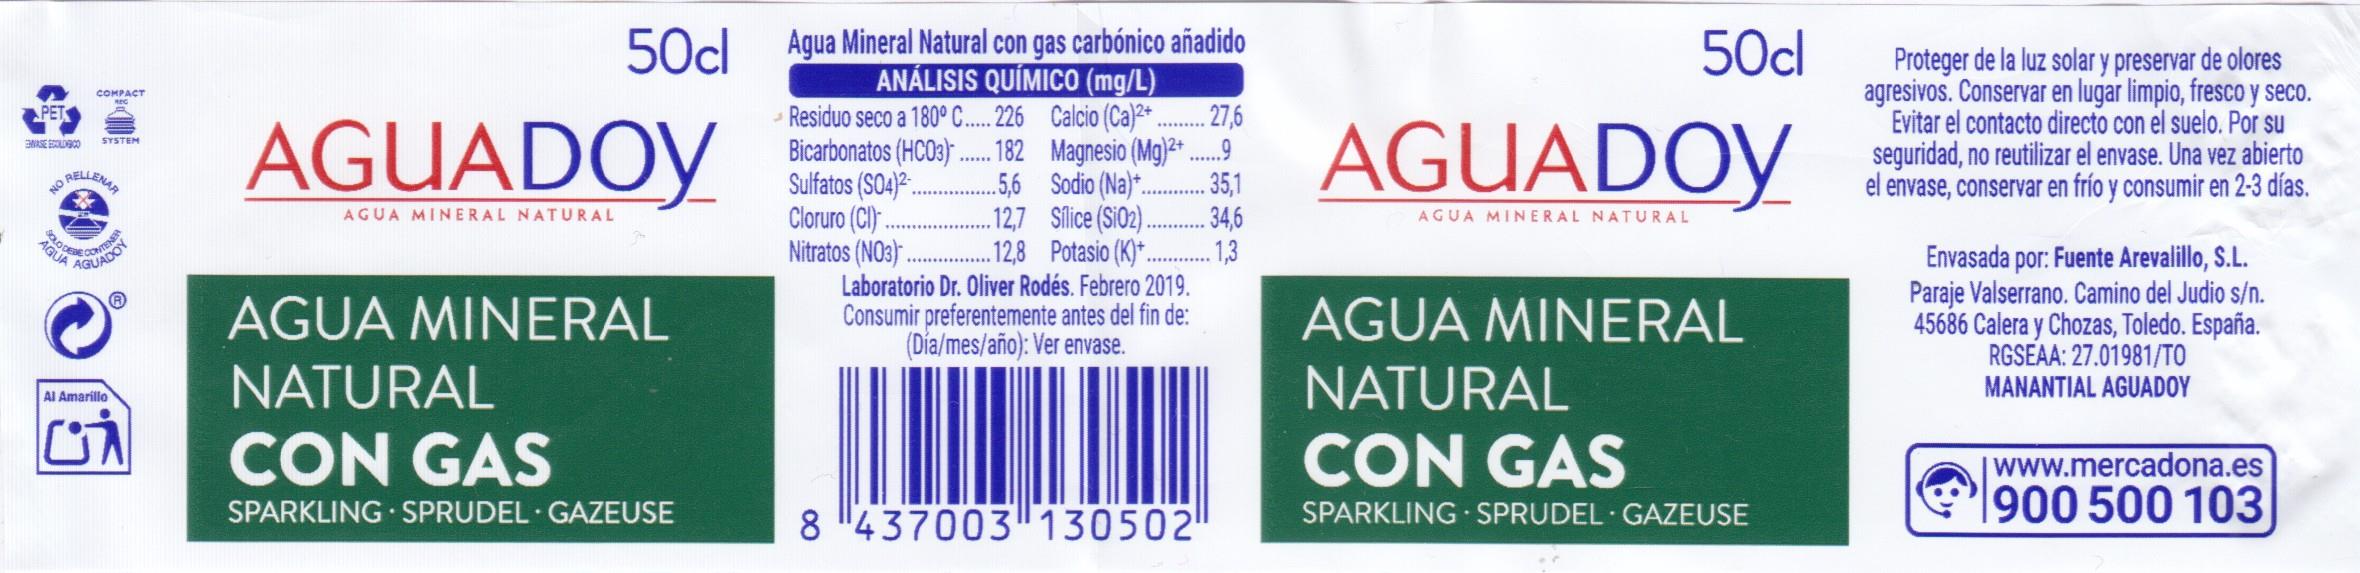 PET
ENVASE ECOLOGICO
COMPACT
REC
SYSTEM
NO RELLENAR
SOLO DEBE CONTENER
AGUA AGUADOY
®
Al Amarillo
50cl
AGUADOY
AGUA MINERAL NATURAL
AGUA MINERAL
NATURAL
CON GAS
SPARKLING · SPRUDEL · GAZEUSE
Agua Mineral Natural con gas carbónico añadido
ANÁLISIS QUÍMICO (mg/L)
Residuo seco a 180º C..... 226 Calcio (Ca)²⁺ ......... 27,6
Bicarbonatos (HCO₃)⁻ ...... 182 Magnesio (Mg)²⁺ ......9
Sulfatos (SO₄)²⁻................5,6 Sodio (Na)⁺............ 35,1
Cloruro (Cl)⁻ .................... 12,7 Sílice (SiO₂) ........... 34,6
Nitratos (NO₃)⁻ ................ 12,8 Potasio (K)⁺............ 1,3
Laboratorio Dr. Oliver Rodés. Febrero 2019.
Consumir preferentemente antes del fin de:
(Día/mes/año): Ver envase.
8 437003 130502
50cl
AGUADOY
AGUA MINERAL NATURAL
AGUA MINERAL
NATURAL
CON GAS
SPARKLING · SPRUDEL · GAZEUSE
Proteger de la luz solar y preservar de olores
agresivos. Conservar en lugar limpio, fresco y seco.
Evitar el contacto directo con el suelo. Por su
seguridad, no reutilizar el envase. Una vez abierto
el envase, conservar en frío y consumir en 2-3 días.
Envasada por: Fuente Arevalillo, S.L.
Paraje Valserrano. Camino del Judio s/n.
45686 Calera y Chozas, Toledo. España.
RGSEAA: 27.01981/TO
MANANTIAL AGUADOY
www.mercadona.es
900 500 103